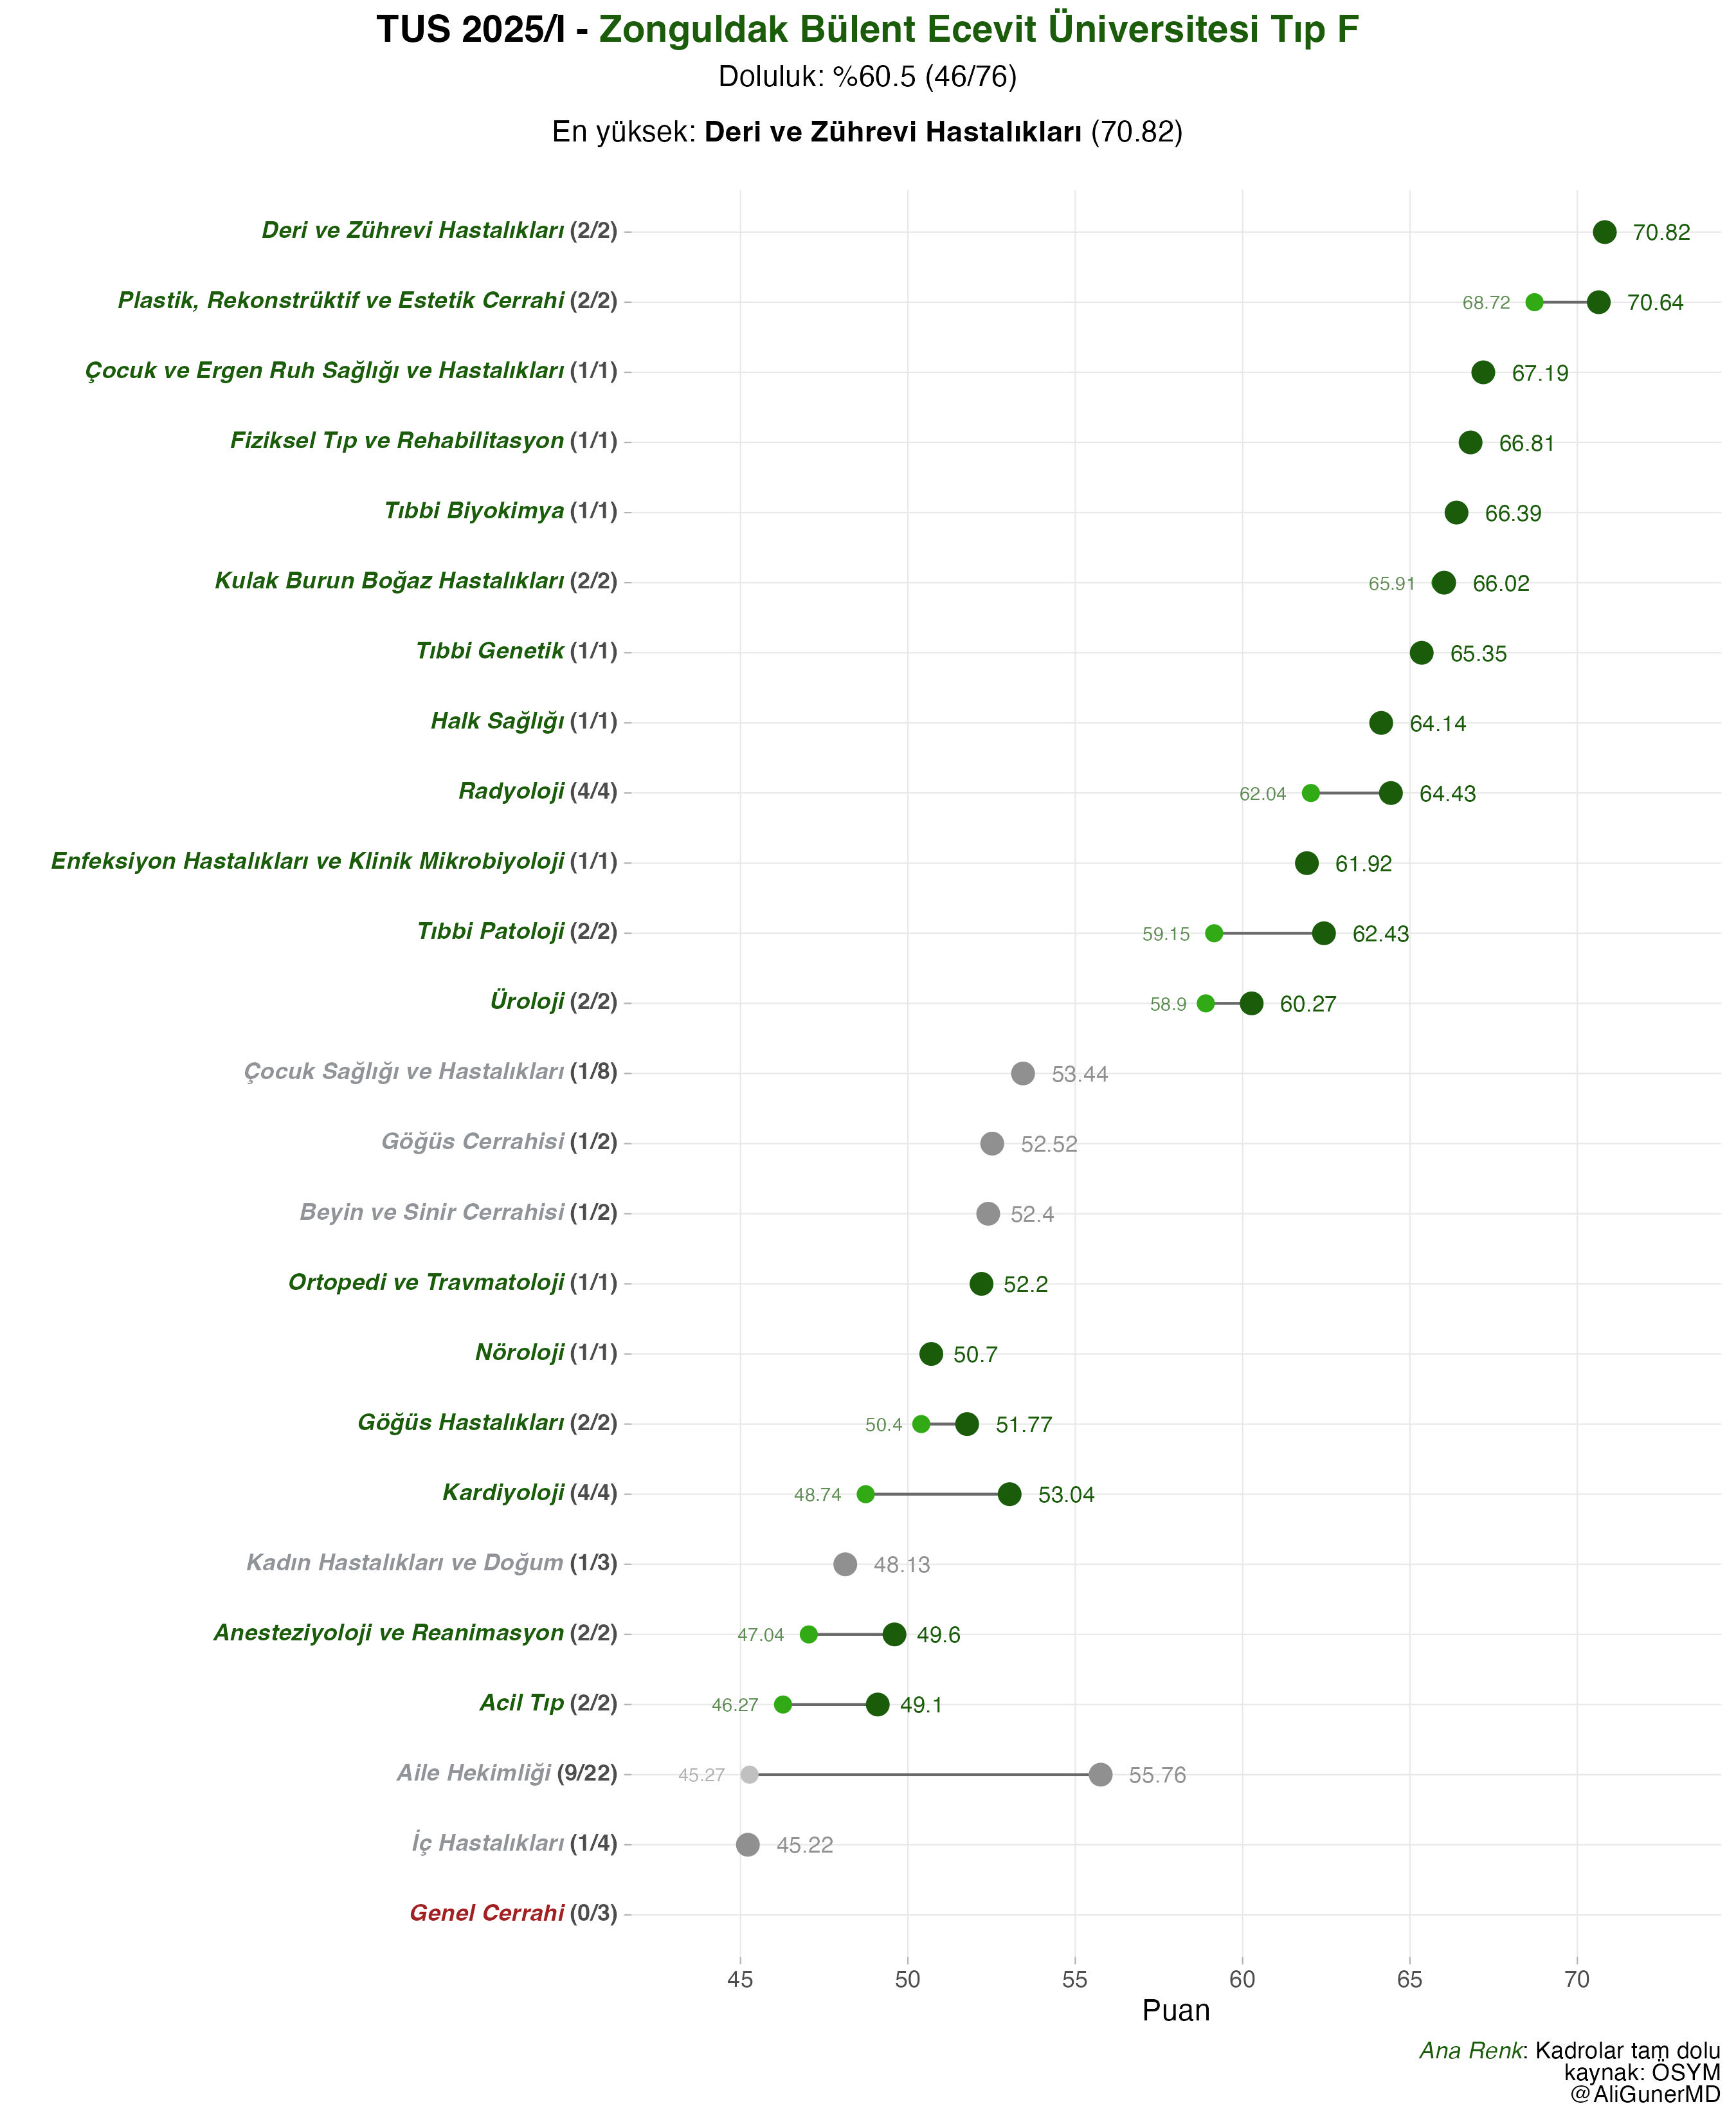 TUS 2025/I - Zonguldak Bülent Ecevit Üniversitesi Tıp F
Doluluk: %60.5 (46/76)
En yüksek: Deri ve Zührevi Hastalıkları (70.82)
Deri ve Zührevi Hastalıkları (2/2) 70.82
Plastik, Rekonstrüktif ve Estetik Cerrahi (2/2) 68.72 70.64
Çocuk ve Ergen Ruh Sağlığı ve Hastalıkları (1/1) 67.19
Fiziksel Tıp ve Rehabilitasyon (1/1) 66.81
Tıbbi Biyokimya (1/1) 66.39
Kulak Burun Boğaz Hastalıkları (2/2) 65.91 66.02
Tıbbi Genetik (1/1) 65.35
Halk Sağlığı (1/1) 64.14
Radyoloji (4/4) 62.04 64.43
Enfeksiyon Hastalıkları ve Klinik Mikrobiyoloji (1/1) 61.92
Tıbbi Patoloji (2/2) 59.15 62.43
Üroloji (2/2) 58.9 60.27
Çocuk Sağlığı ve Hastalıkları (1/8) 53.44
Göğüs Cerrahisi (1/2) 52.52
Beyin ve Sinir Cerrahisi (1/2) 52.4
Ortopedi ve Travmatoloji (1/1) 52.2
Nöroloji (1/1) 50.7
Göğüs Hastalıkları (2/2) 50.4 51.77
Kardiyoloji (4/4) 48.74 53.04
Kadın Hastalıkları ve Doğum (1/3) 48.13
Anesteziyoloji ve Reanimasyon (2/2) 47.04 49.6
Acil Tıp (2/2) 46.27 49.1
Aile Hekimliği (9/22) 45.27 55.76
İç Hastalıkları (1/4) 45.22
Genel Cerrahi (0/3)
45 50 55 60 65 70
Puan
Ana Renk: Kadrolar tam dolu
kaynak: ÖSYM
@AliGunerMD